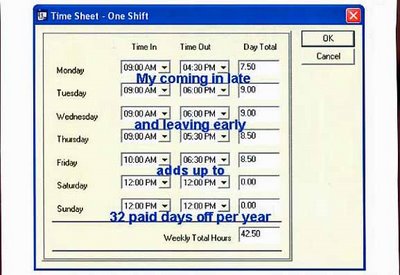 Time Sheet - One Shift
OK
Cancel
Time In Time Out Day Total
Monday 09:00 AM 04:30 PM 7.50
My coming in late
Tuesday 09:00 AM 06:00 PM 9.00
Wednesday 09:00 AM 06:00 PM 9.00
and leaving early
Thursday 09:00 AM 05:30 PM 8.50
Friday 10:00 AM 06:30 PM 8.50
adds up to
Saturday 12:00 PM 12:00 PM 0.00
Sunday 12:00 PM 12:00 PM 0.00
32 paid days off per year
Weekly Total Hours 42.50